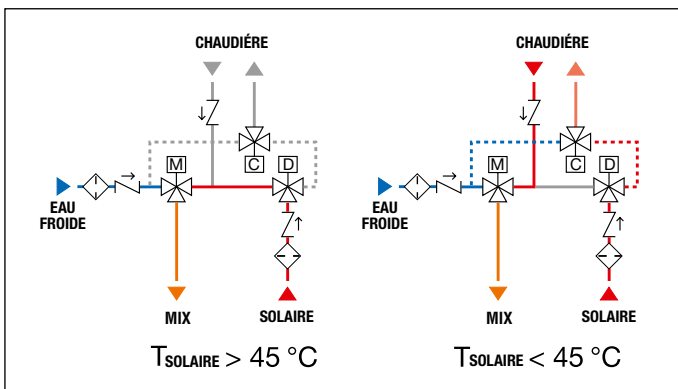 CHAUDIÉRE
M
C
D
EAU
FROIDE
MIX
SOLAIRE
TSOLAIRE > 45 °C
CHAUDIÉRE
M
C
D
EAU
FROIDE
MIX
SOLAIRE
TSOLAIRE < 45 °C